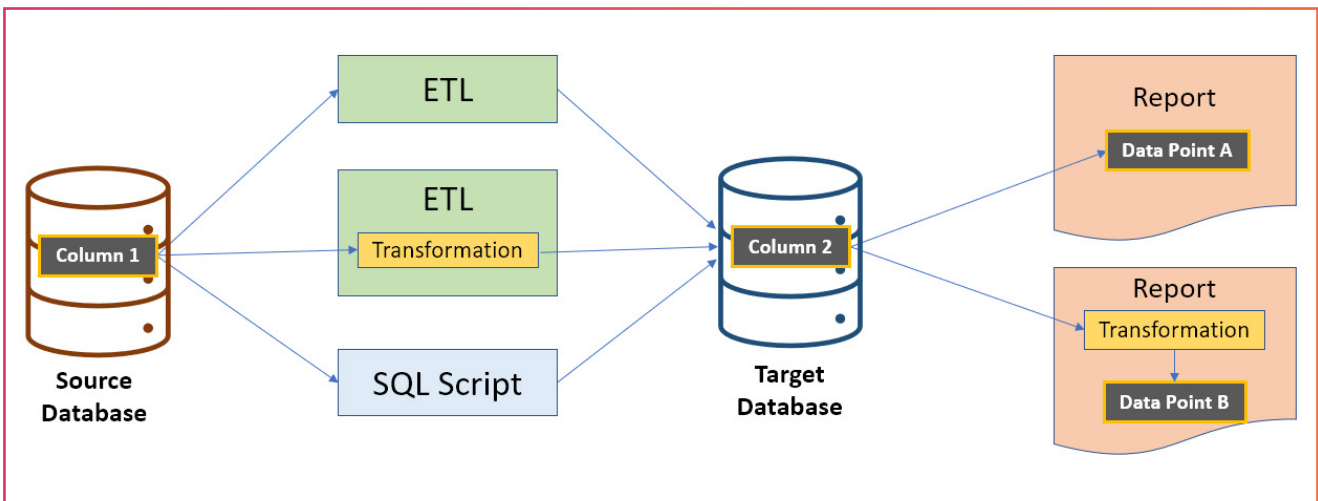 ETL
Report
Data Point A
ETL
Transformation
Column 1
Column 2
Report
Transformation
Data Point B
SQL Script
Source
Database
Target
Database